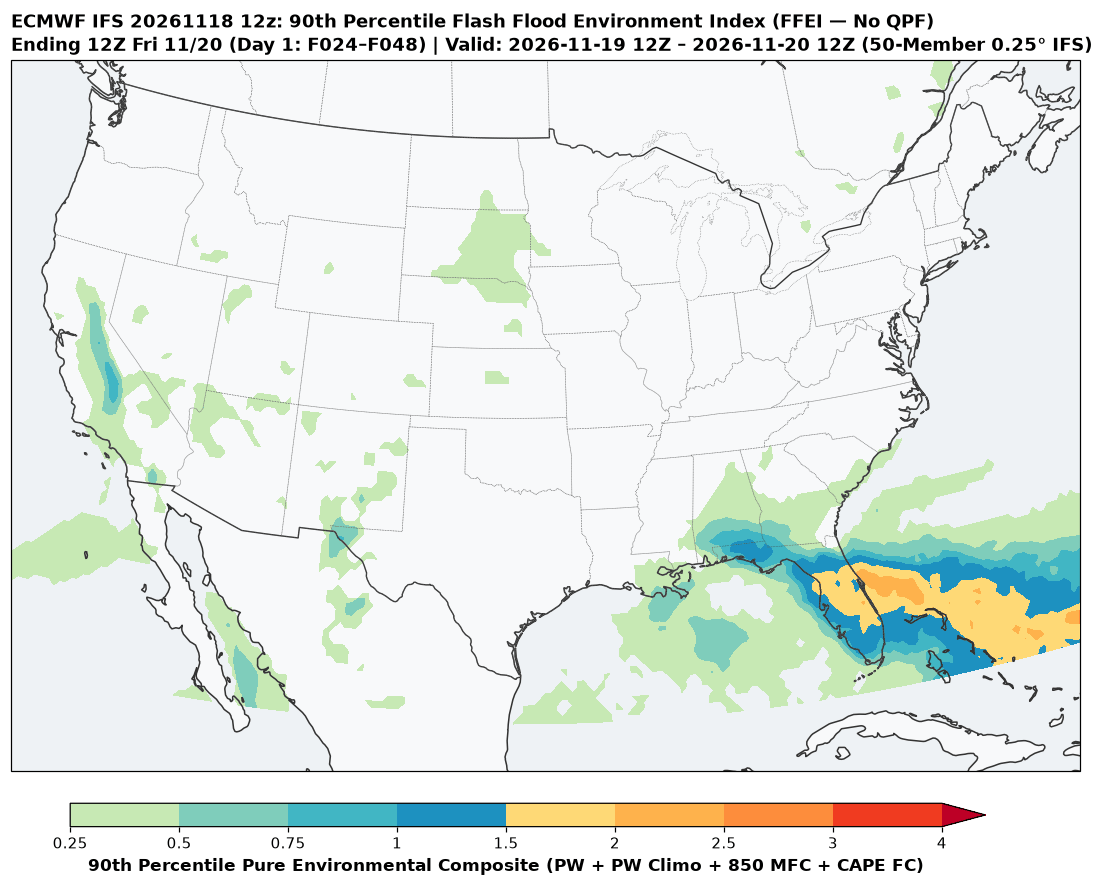 ECMWF IFS 20261118 12z: 90th Percentile Flash Flood Environment Index (FFEI — No QPF)
Ending 12Z Fri 11/20 (Day 1: F024–F048) | Valid: 2026-11-19 12Z – 2026-11-20 12Z (50-Member 0.25° IFS)
0.25 0.5 0.75 1 1.5 2 2.5 3 4
90th Percentile Pure Environmental Composite (PW + PW Climo + 850 MFC + CAPE FC)